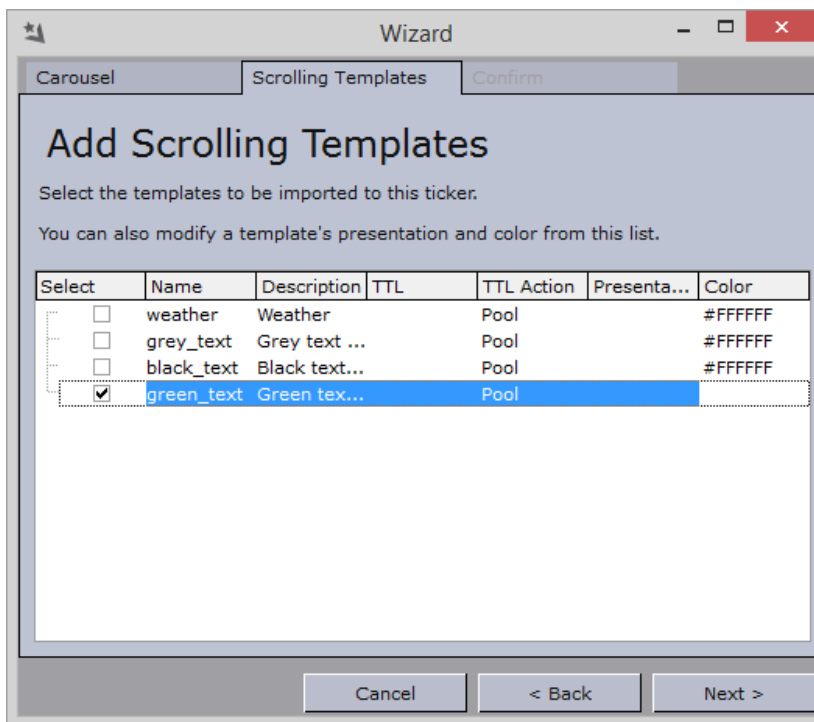 Wizard
Carousel Scrolling Templates Confirm
Add Scrolling Templates
Select the templates to be imported to this ticker.
You can also modify a template's presentation and color from this list.
Select Name Description TTL TTL Action Presenta... Color
weather Weather Pool #FFFFFF
grey_text Grey text ... Pool #FFFFFF
black_text Black text... Pool #FFFFFF
green_text Green tex... Pool
Cancel < Back Next >